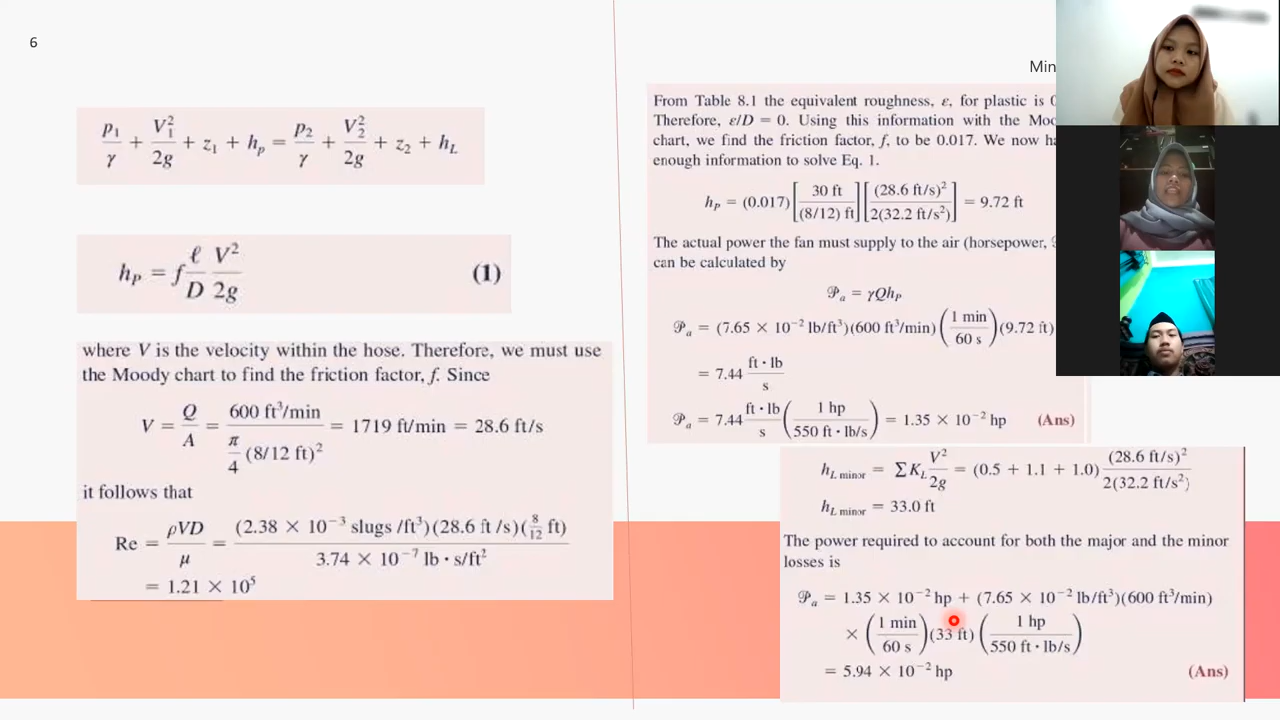 6
p₁/γ + V₁²/2g + z₁ + hₚ = p₂/γ + V₂²/2g + z₂ + h_L
h_P = f ℓ/D V²/2g (1)
where V is the velocity within the hose. Therefore, we must use
the Moody chart to find the friction factor, f. Since
V = Q/A = 600 ft³/min / π/4 (8/12 ft)² = 1719 ft/min = 28.6 ft/s
it follows that
Re = ρVD/μ = (2.38 × 10⁻³ slugs/ft³)(28.6 ft/s)(8/12 ft) / 3.74 × 10⁻⁷ lb · s/ft²
= 1.21 × 10⁵
Min
From Table 8.1 the equivalent roughness, ε, for plastic is
Therefore, ε/D = 0. Using this information with the
chart, we find the friction factor, f, to be 0.017. We now
enough information to solve Eq. 1.
h_P = (0.017) [30 ft / (8/12) ft] [(28.6 ft/s)² / 2(32.2 ft/s²)] = 9.72 ft
The actual power the fan must supply to the air (horsepower,
can be calculated by
𝒫ₐ = γQh_P
𝒫ₐ = (7.65 × 10⁻² lb/ft³)(600 ft³/min) (1 min / 60 s) (9.72 ft)
= 7.44 ft · lb / s
𝒫ₐ = 7.44 ft · lb / s (1 hp / 550 ft · lb/s) = 1.35 × 10⁻² hp (Ans)
h_L minor = ΣK_L V²/2g = (0.5 + 1.1 + 1.0) (28.6 ft/s)² / 2(32.2 ft/s²)
h_L minor = 33.0 ft
The power required to account for both the major and the minor
losses is
𝒫ₐ = 1.35 × 10⁻² hp + (7.65 × 10⁻² lb/ft³)(600 ft³/min)
× (1 min / 60 s) (33 ft) (1 hp / 550 ft · lb/s)
= 5.94 × 10⁻² hp (Ans)